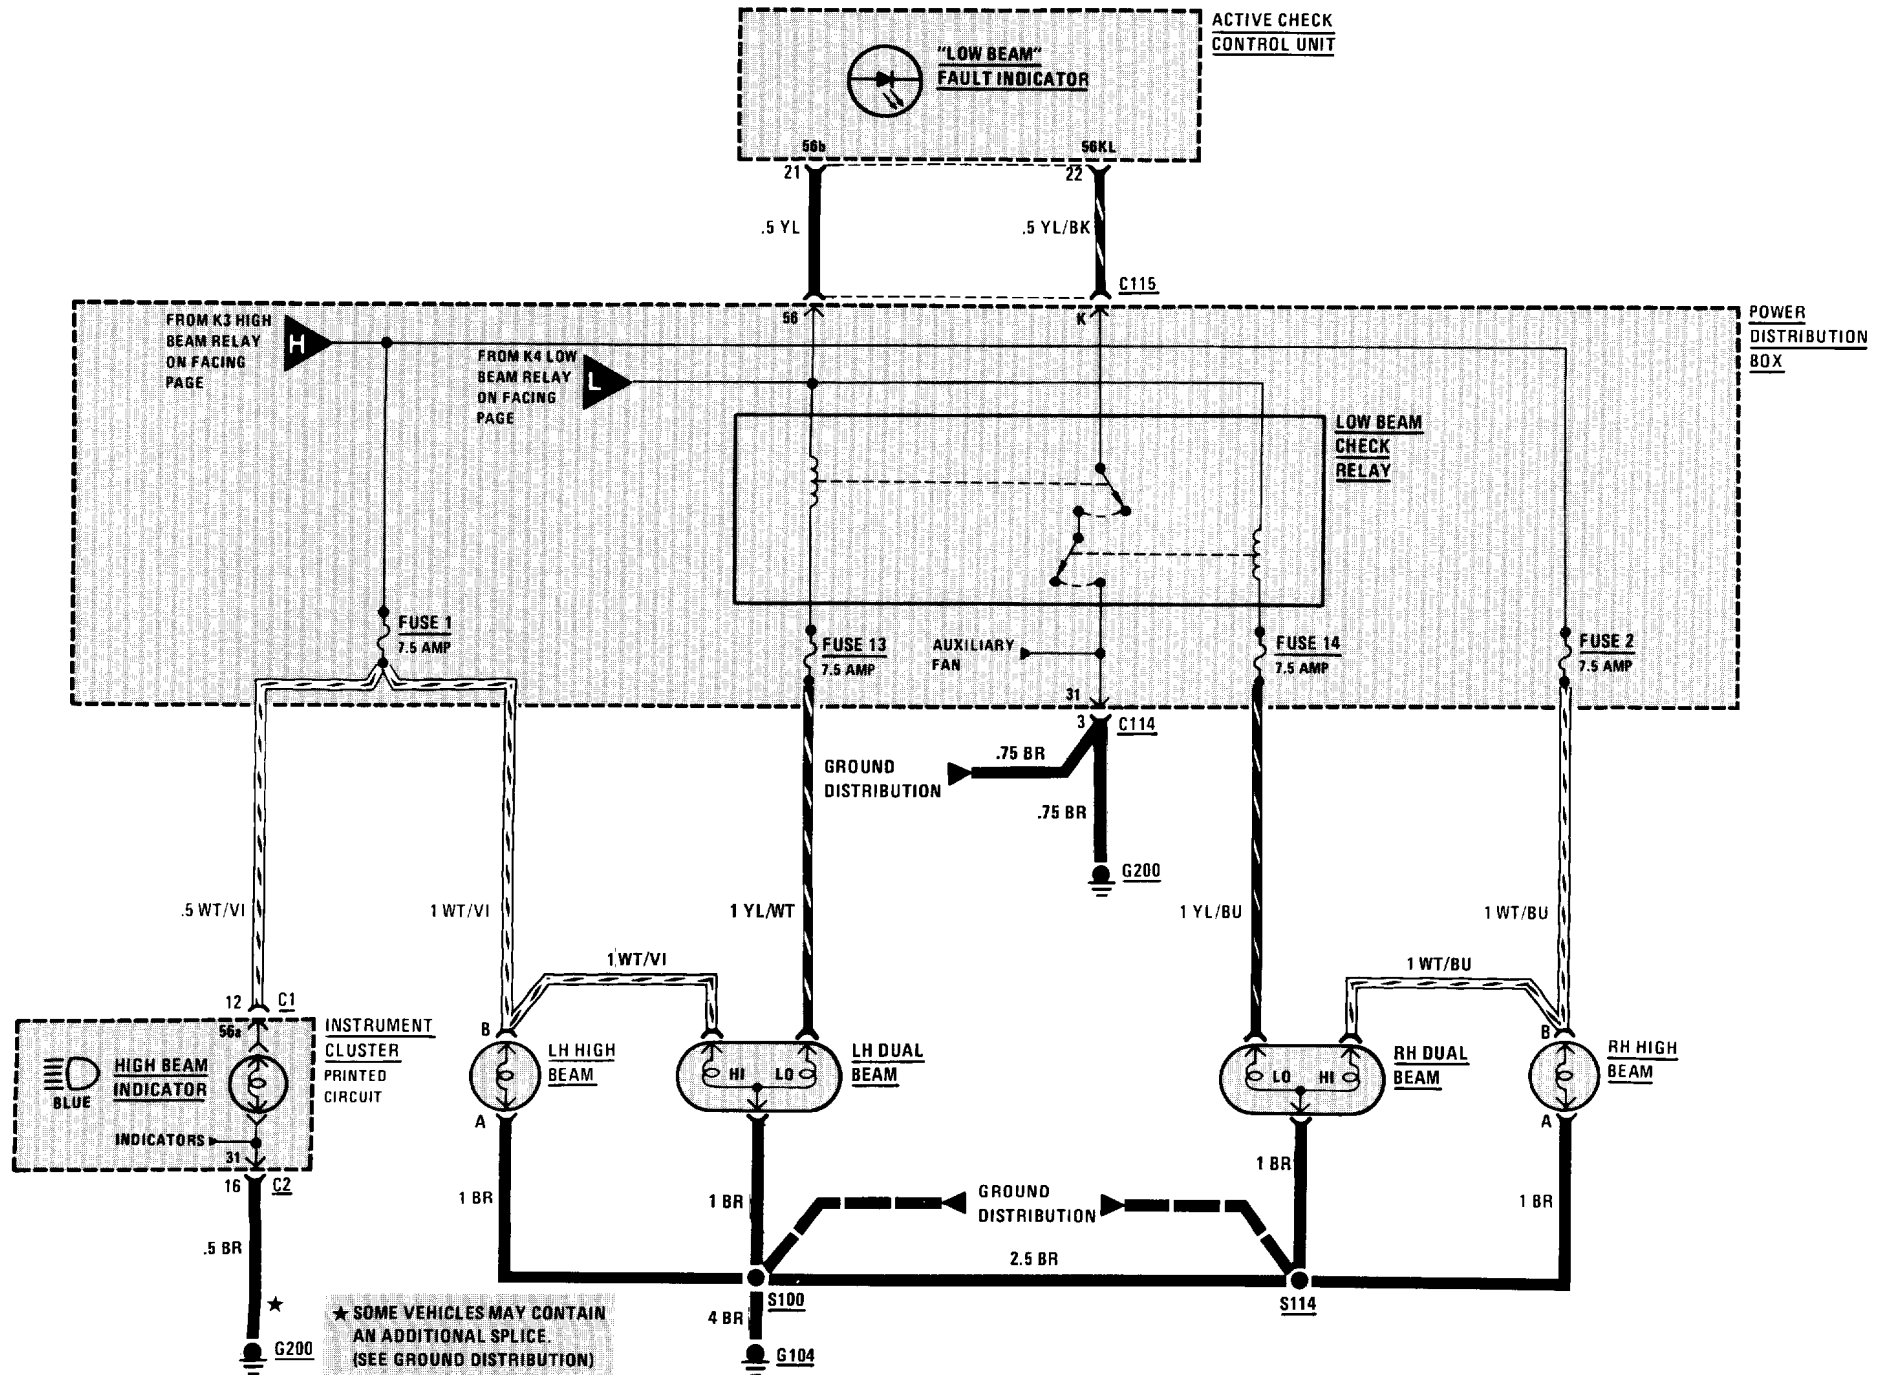 ACTIVE CHECK
CONTROL UNIT
"LOW BEAM"
FAULT INDICATOR
56b
56KL
21
22
.5 YL
.5 YL/BK
C115
POWER
DISTRIBUTION
BOX
56
K
FROM K3 HIGH
BEAM RELAY
ON FACING
PAGE
H
FROM K4 LOW
BEAM RELAY
ON FACING
PAGE
L
LOW BEAM
CHECK
RELAY
FUSE 1
7.5 AMP
FUSE 13
7.5 AMP
AUXILIARY
FAN
FUSE 14
7.5 AMP
FUSE 2
7.5 AMP
31
3
C114
.75 BR
GROUND
DISTRIBUTION
.75 BR
G200
.5 WT/VI
1 WT/VI
1 YL/WT
1 YL/BU
1 WT/BU
1 WT/VI
1 WT/BU
12
C1
56a
INSTRUMENT
CLUSTER
PRINTED
CIRCUIT
HIGH BEAM
INDICATOR
BLUE
INDICATORS
31
16
C2
B
LH HIGH
BEAM
A
HI
LO
LH DUAL
BEAM
LO
HI
RH DUAL
BEAM
B
RH HIGH
BEAM
A
1 BR
1 BR
1 BR
1 BR
GROUND
DISTRIBUTION
2.5 BR
.5 BR
S100
S114
4 BR
G104
G200
★
★ SOME VEHICLES MAY CONTAIN
AN ADDITIONAL SPLICE.
(SEE GROUND DISTRIBUTION)